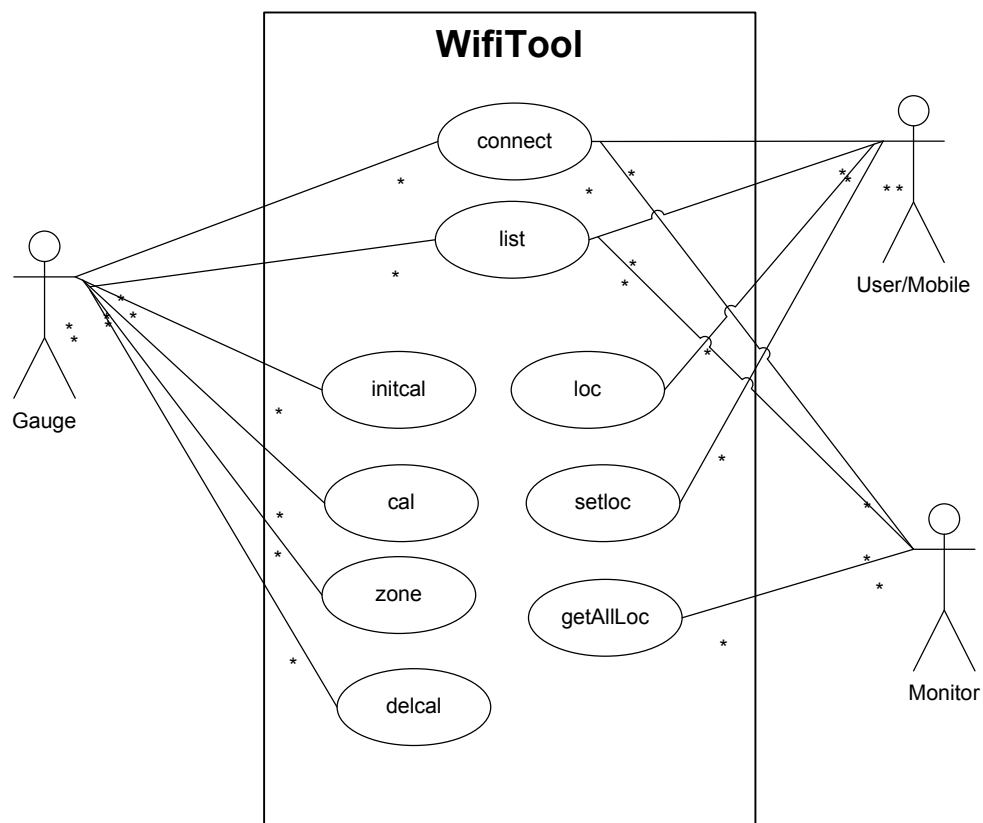 WifiTool
connect
* * *
* *
User/Mobile
* *
list
* * *
* * *
* *
*
*
Gauge
initcal
loc
*
*
cal
setloc
*
*
*
*
zone
getAllLoc
*
*
*
*
delcal
Monitor